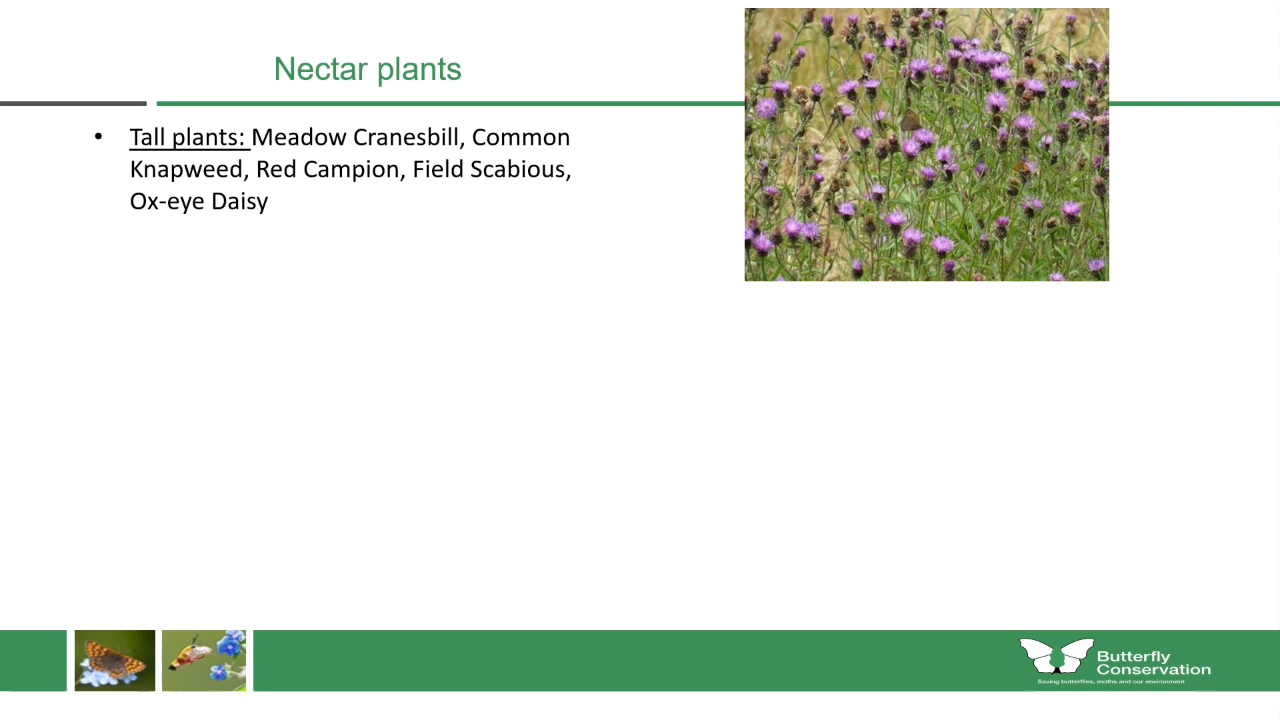 Nectar plants
• Tall plants: Meadow Cranesbill, Common
Knapweed, Red Campion, Field Scabious,
Ox-eye Daisy
Butterfly
Conservation
Saving butterflies, moths and our environment